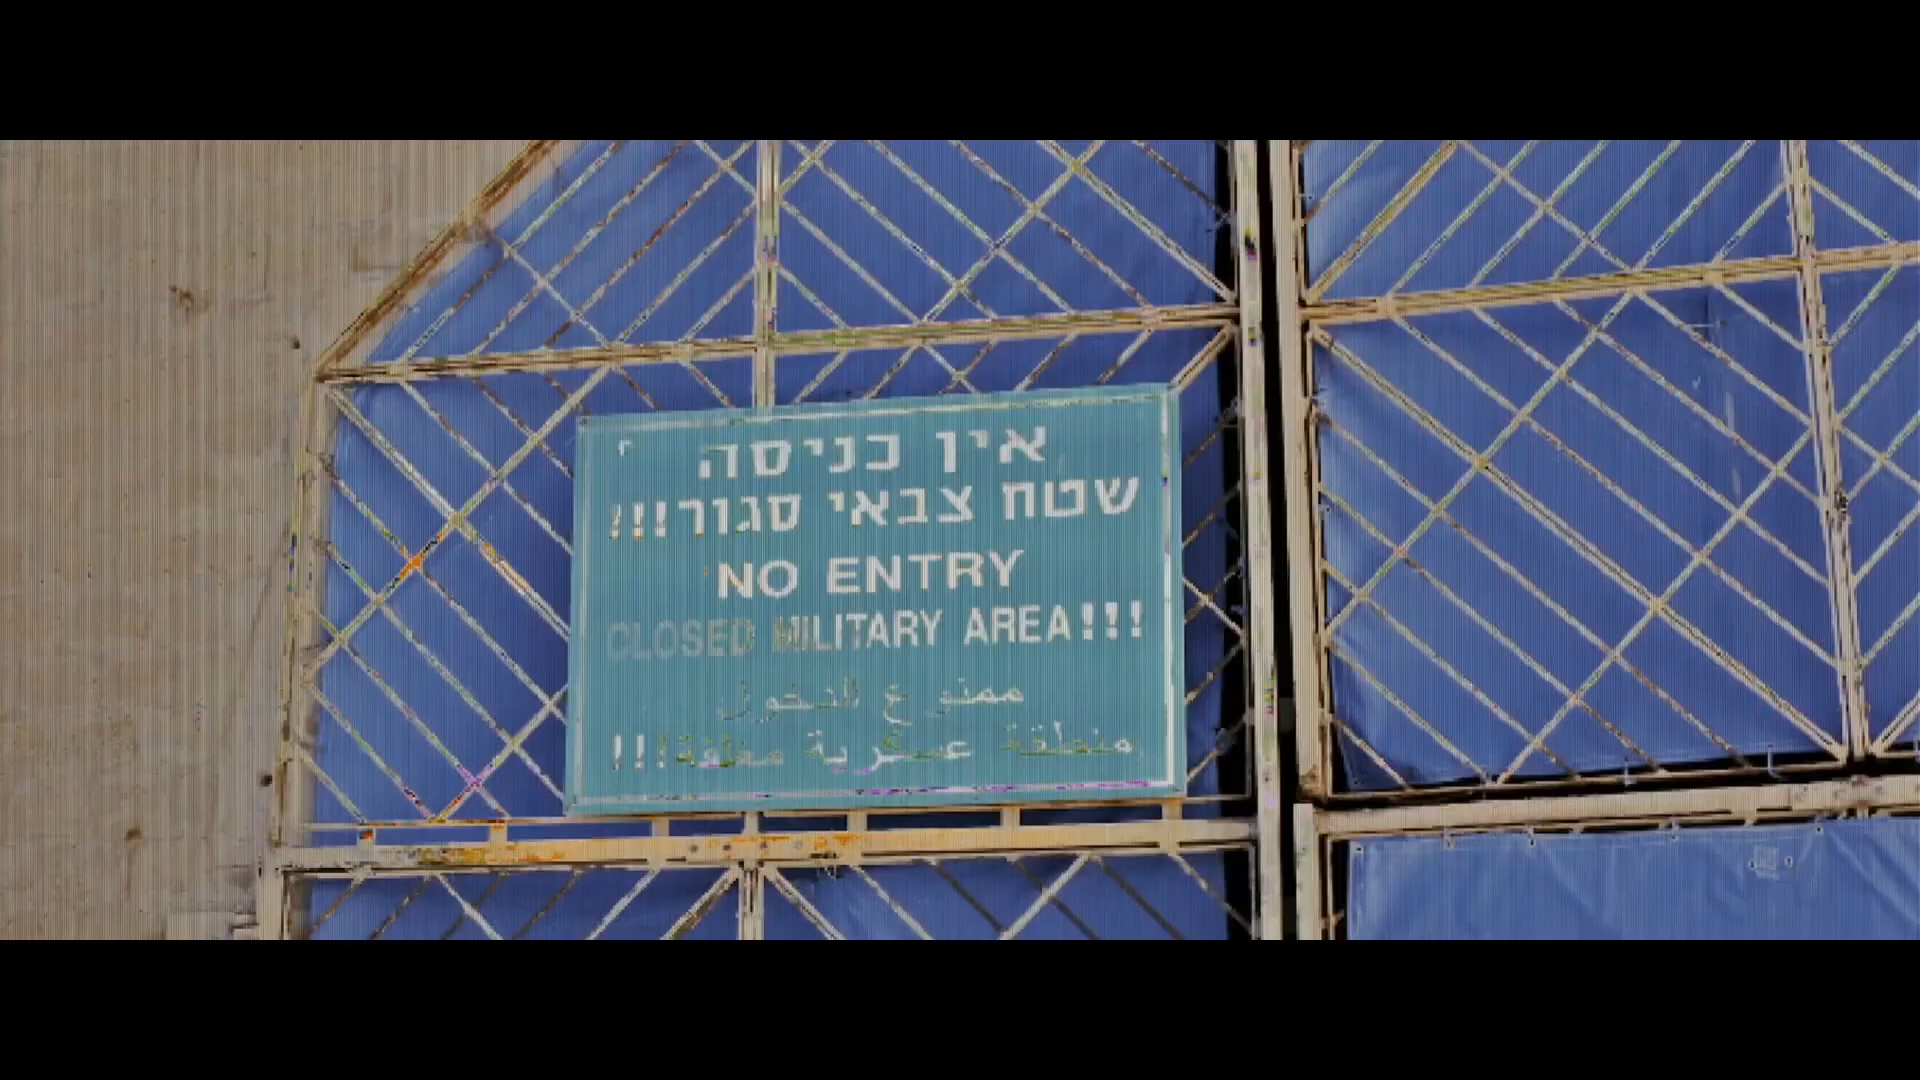 אין כניסה
שטח צבאי סגור!!!
NO ENTRY
CLOSED MILITARY AREA!!!
ممنوع الدخول
منطقة عسكرية مغلقة!!!